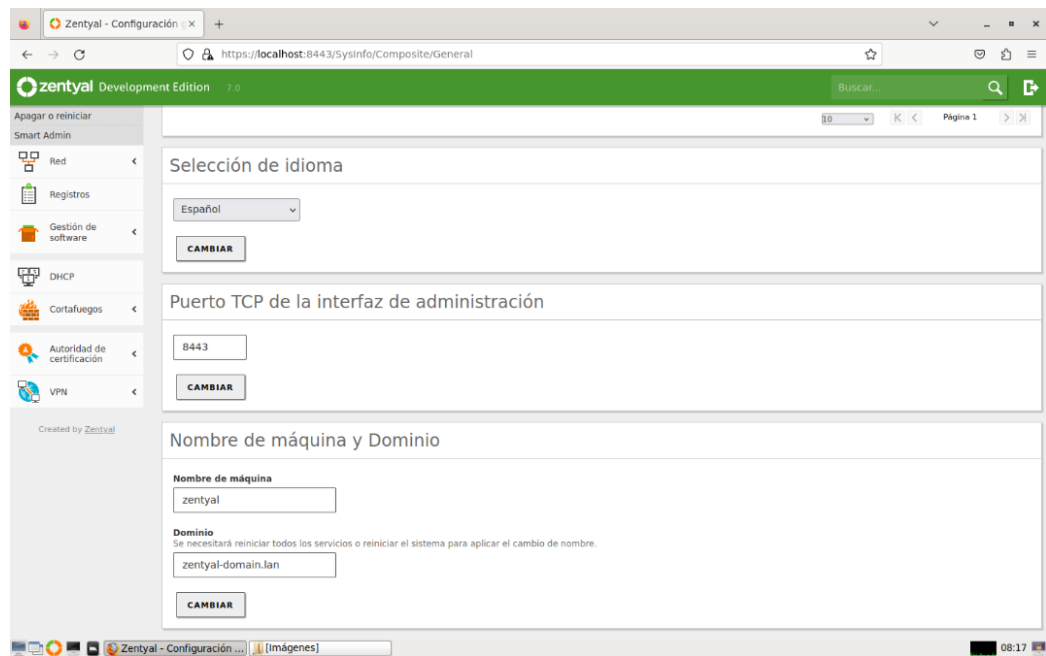 Zentyal - Configuración p
https://localhost:8443/SysInfo/Composite/General
zentyal Development Edition 7.0
Buscar...
Apagar o reiniciar
Smart Admin
Red
Registros
Gestión de
software
DHCP
Cortafuegos
Autoridad de
certificación
VPN
Created by Zentyal
10
Página 1
Selección de idioma
Español
CAMBIAR
Puerto TCP de la interfaz de administración
8443
CAMBIAR
Nombre de máquina y Dominio
Nombre de máquina
zentyal
Dominio
Se necesitará reiniciar todos los servicios o reiniciar el sistema para aplicar el cambio de nombre.
zentyal-domain.lan
CAMBIAR
Zentyal - Configuración ...
[Imágenes]
08:17